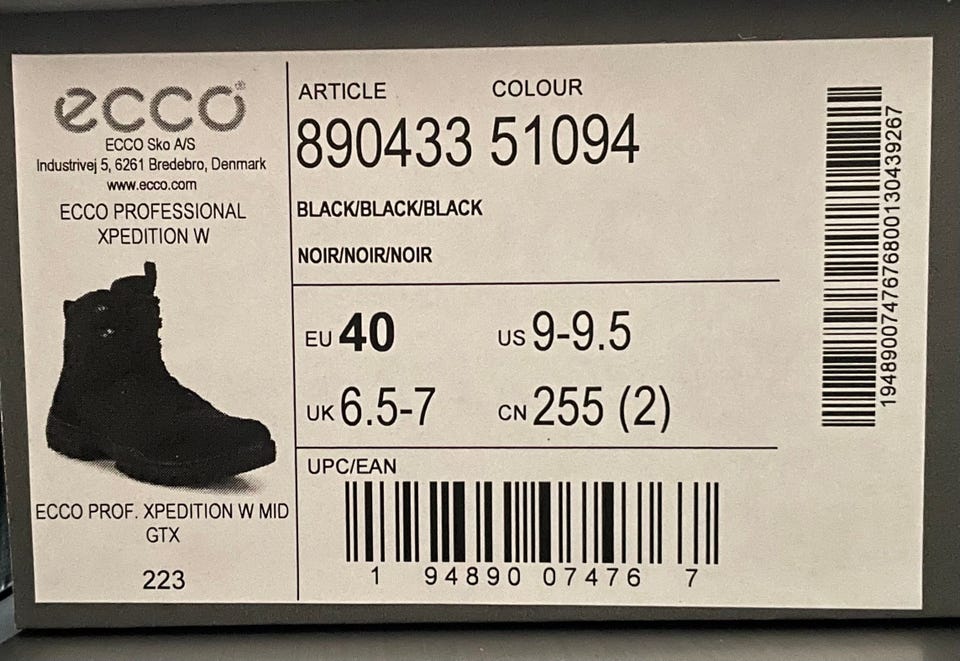 ecco®
ECCO Sko A/S
Industrivej 5, 6261 Bredebro, Denmark
www.ecco.com
ECCO PROFESSIONAL
XPEDITION W
ECCO PROF. XPEDITION W MID
GTX
223
ARTICLE COLOUR
890433 51094
BLACK/BLACK/BLACK
NOIR/NOIR/NOIR
EU 40 US 9-9.5
UK 6.5-7 CN 255 (2)
UPC/EAN
1 94890 07476 7
1948900747676800130439267